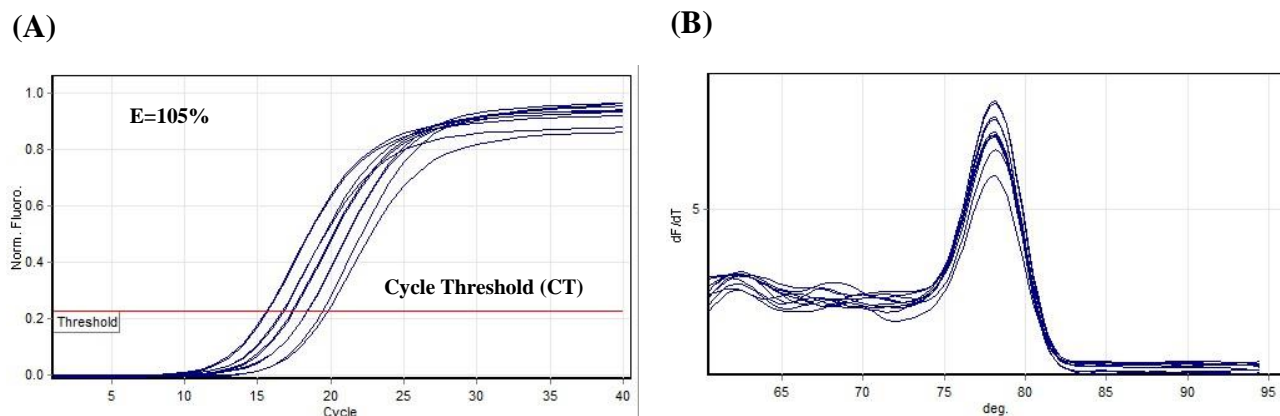 (A)
(B)
E=105%
Cycle Threshold (CT)
Threshold
Norm. Fluoro.
1.0
0.8
0.6
0.4
0.2
0.0
5
10
15
20
25
30
35
40
Cycle
dF/dT
5
65
70
75
80
85
90
95
deg.